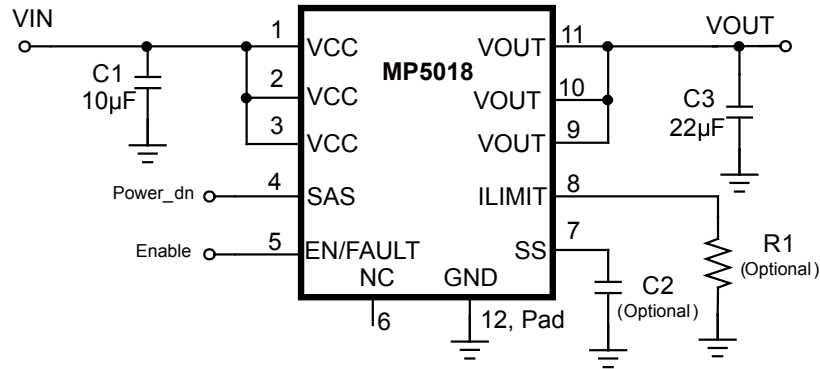 VIN
VOUT
1
VCC
MP5018
VOUT
11
C1
10µF
2
VCC
VOUT
10
C3
22µF
3
VCC
VOUT
9
Power_dn
4
SAS
ILIMIT
8
Enable
5
EN/FAULT
SS
7
R1
(Optional)
NC
GND
C2
(Optional)
6
12, Pad